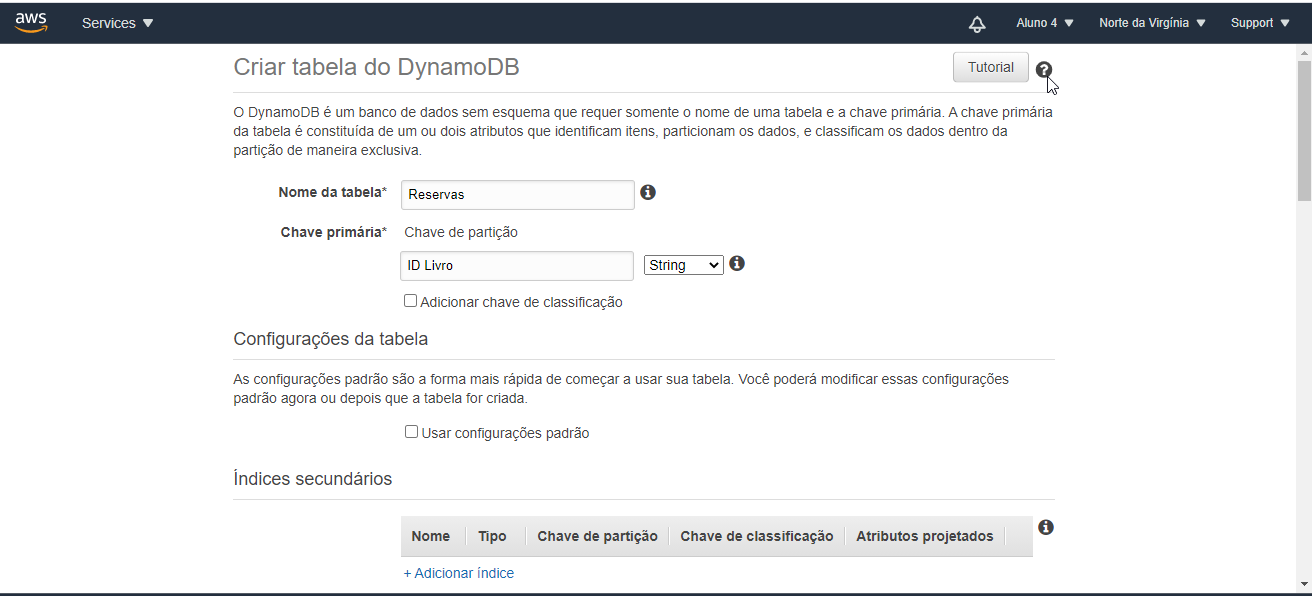 aws Services Aluno 4 Norte da Virgínia Support
Criar tabela do DynamoDB Tutorial ?
O DynamoDB é um banco de dados sem esquema que requer somente o nome de uma tabela e a chave primária. A chave primária
da tabela é constituída de um ou dois atributos que identificam itens, particionam os dados, e classificam os dados dentro da
partição de maneira exclusiva.
Nome da tabela* Reservas i
Chave primária* Chave de partição
ID Livro String i
Adicionar chave de classificação
Configurações da tabela
As configurações padrão são a forma mais rápida de começar a usar sua tabela. Você poderá modificar essas configurações
padrão agora ou depois que a tabela for criada.
Usar configurações padrão
Índices secundários
Nome Tipo Chave de partição Chave de classificação Atributos projetados i
+ Adicionar índice